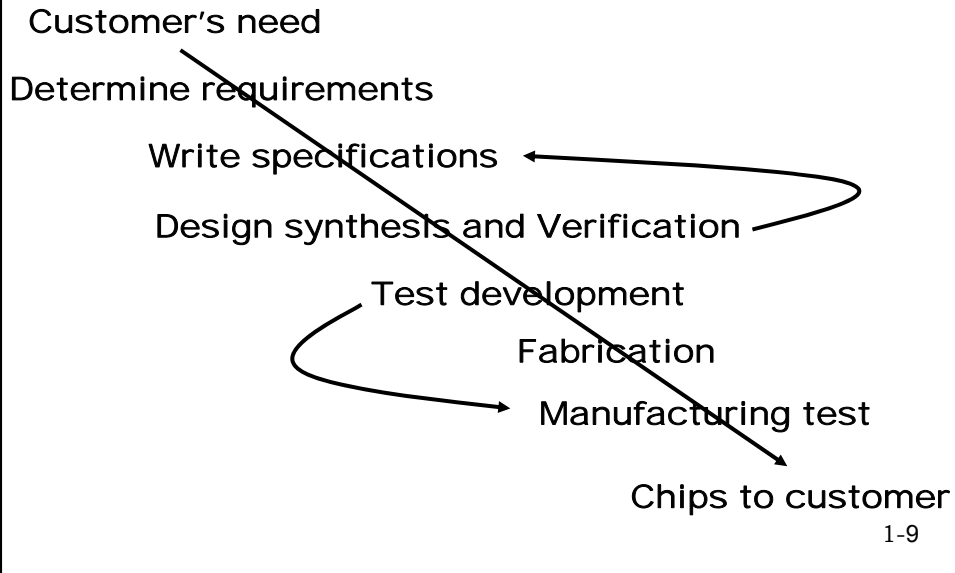 Customer's need
Determine requirements
Write specifications
Design synthesis and Verification
Test development
Fabrication
Manufacturing test
Chips to customer
1-9